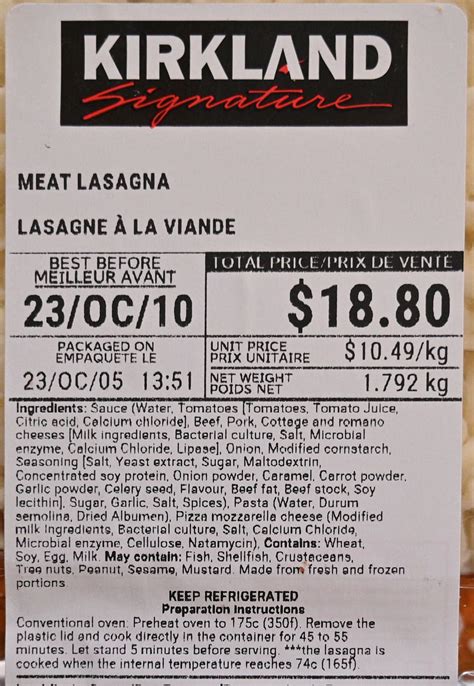 KIRKLAND
Signature
MEAT LASAGNA
LASAGNE À LA VIANDE
BEST BEFORE
MEILLEUR AVANT
23/OC/10
TOTAL PRICE/PRIX DE VENTE
$18.80
PACKAGED ON
EMPAQUETE LE
23/OC/05 13:51
UNIT PRICE
PRIX UNITAIRE
$10.49/kg
NET WEIGHT
POIDS NET
1.792 kg
Ingredients: Sauce (Water, Tomatoes [Tomatoes, Tomato Juice,
Citric acid, Calcium chloride], Beef, Pork, Cottage and romano
cheeses [Milk ingredients, Bacterial culture, Salt, Microbial
enzyme, Calcium Chloride, Lipase], Onion, Modified cornstarch,
Seasoning [Salt, Yeast extract, Sugar, Maltodextrin,
Concentrated soy protein, Onion powder, Caramel, Carrot powder,
Garlic powder, Celery seed, Flavour, Beef fat, Beef stock, Soy
lecithin], Sugar, Garlic, Salt, Spices), Pasta (Water, Durum
semolina, Dried Albumen), Pizza mozzarella cheese (Modified
milk Ingredients, Bacterial culture, Salt, Calcium Chloride,
Microbial enzyme, Cellulose, Natamycin), Contains: Wheat,
Soy, Egg, Milk. May contain: Fish, Shellfish, Crustaceans,
Tree nuts, Peanut, Sesame, Mustard. Made from fresh and frozen
portions
KEEP REFRIGERATED
Preparation Instructions
Conventional oven: Preheat oven to 175c (350f). Remove the
plastic lid and cook directly in the container for 45 to 55
minutes. Let stand 5 minutes before serving. ***the lasagna is
cooked when the internal temperature reaches 74c (165f).